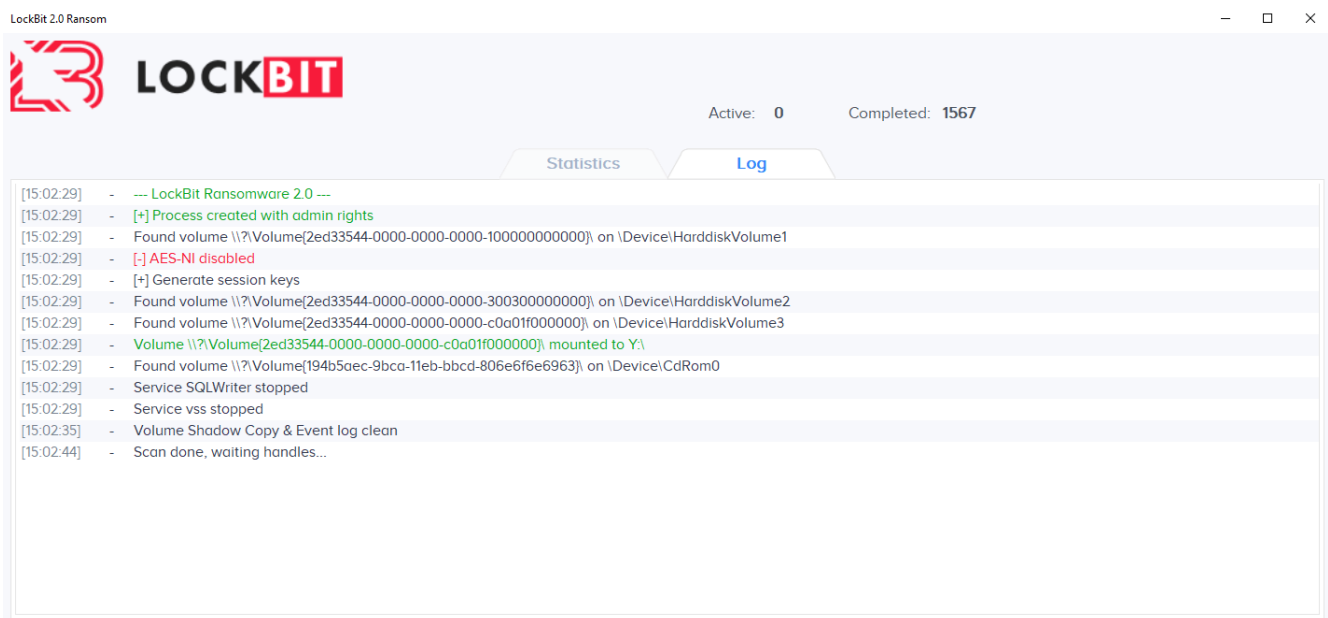 LockBit 2.0 Ransom
LOCKBIT
Active: 0 Completed: 1567
Statistics Log
[15:02:29] - --- LockBit Ransomware 2.0 ---
[15:02:29] - [+] Process created with admin rights
[15:02:29] - Found volume \\?\Volume{2ed33544-0000-0000-0000-100000000000}\ on \Device\HarddiskVolume1
[15:02:29] - [-] AES-NI disabled
[15:02:29] - [+] Generate session keys
[15:02:29] - Found volume \\?\Volume{2ed33544-0000-0000-0000-300300000000}\ on \Device\HarddiskVolume2
[15:02:29] - Found volume \\?\Volume{2ed33544-0000-0000-0000-c0a01f000000}\ on \Device\HarddiskVolume3
[15:02:29] - Volume \\?\Volume{2ed33544-0000-0000-0000-c0a01f000000}\ mounted to Y:\
[15:02:29] - Found volume \\?\Volume{194b5aec-9bca-11eb-bbcd-806e6f6e6963}\ on \Device\CdRom0
[15:02:29] - Service SQLWriter stopped
[15:02:29] - Service vss stopped
[15:02:35] - Volume Shadow Copy & Event log clean
[15:02:44] - Scan done, waiting handles...